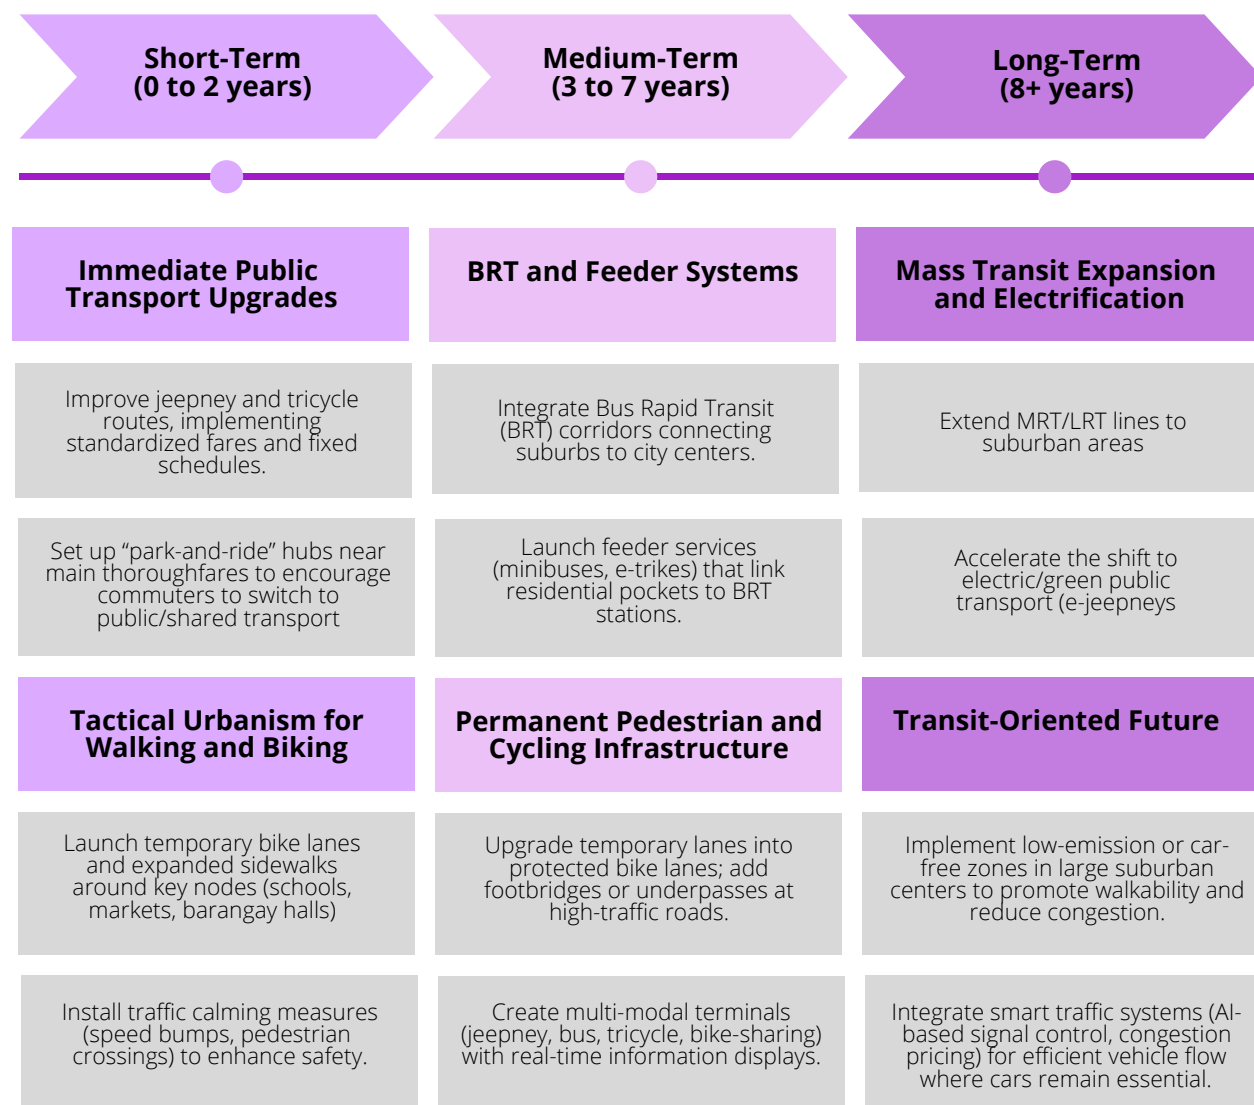 Short-Term
(0 to 2 years)
Medium-Term
(3 to 7 years)
Long-Term
(8+ years)
Immediate Public
Transport Upgrades
BRT and Feeder Systems
Mass Transit Expansion
and Electrification
Improve jeepney and tricycle
routes, implementing
standardized fares and fixed
schedules.
Integrate Bus Rapid Transit
(BRT) corridors connecting
suburbs to city centers.
Extend MRT/LRT lines to
suburban areas
Set up “park-and-ride” hubs near
main thoroughfares to encourage
commuters to switch to
public/shared transport
Launch feeder services
(minibuses, e-trikes) that link
residential pockets to BRT
stations.
Accelerate the shift to
electric/green public
transport (e-jeepneys
Tactical Urbanism for
Walking and Biking
Permanent Pedestrian and
Cycling Infrastructure
Transit-Oriented Future
Launch temporary bike lanes
and expanded sidewalks
around key nodes (schools,
markets, barangay halls)
Upgrade temporary lanes into
protected bike lanes; add
footbridges or underpasses at
high-traffic roads.
Implement low-emission or car-
free zones in large suburban
centers to promote walkability and
reduce congestion.
Install traffic calming measures
(speed bumps, pedestrian
crossings) to enhance safety.
Create multi-modal terminals
(jeepney, bus, tricycle, bike-sharing)
with real-time information displays.
Integrate smart traffic systems (AI-
based signal control, congestion
pricing) for efficient vehicle flow
where cars remain essential.